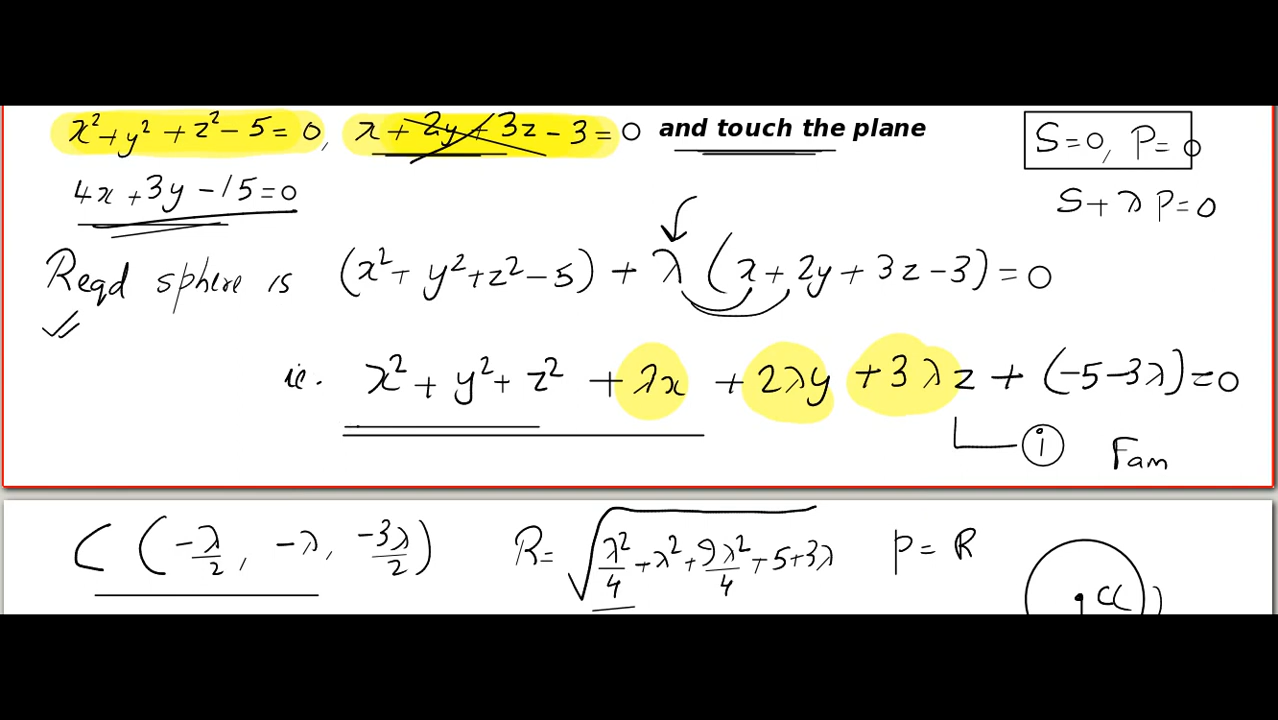 x² + y² + z² - 5 = 0, x + 2y + 3z - 3 = 0 and touch the plane
S = 0, P = 0
4x + 3y - 15 = 0
S + λ P = 0
Reqd sphere is (x² + y² + z² - 5) + λ (x + 2y + 3z - 3) = 0
ie. x² + y² + z² + λx + 2λy + 3λz + (-5 - 3λ) = 0
i Fam
C (-λ/2, -λ, -3λ/2) R = √(λ²/4 + λ² + 9λ²/4 + 5 + 3λ) p = R
C( )